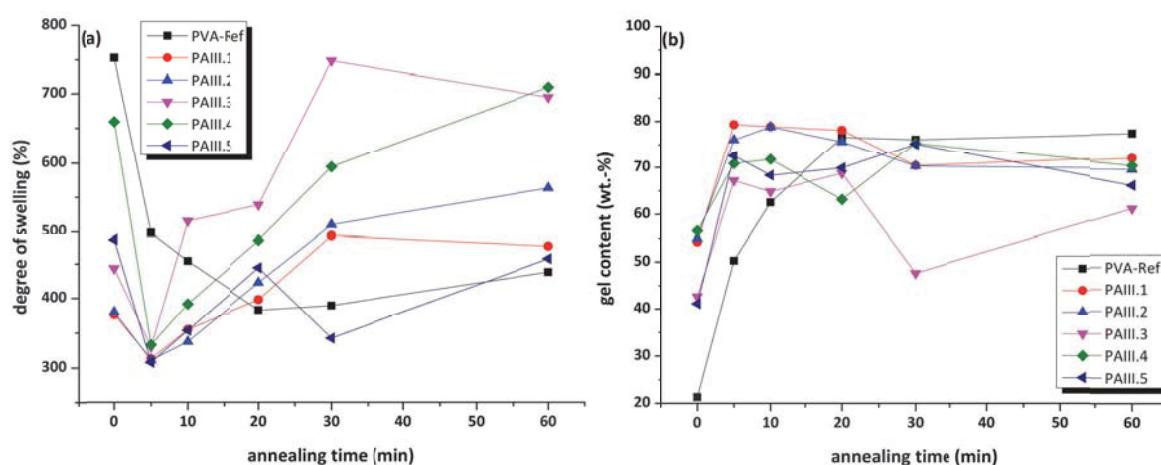 (a)
PVA-Ref
PAIII.1
PAIII.2
PAIII.3
PAIII.4
PAIII.5
800
700
600
500
400
300
degree of swelling (%)
0 10 20 30 40 50 60
annealing time (min)
(b)
100
90
80
70
60
50
40
30
20
gel content (wt.-%)
PVA-Ref
PAIII.1
PAIII.2
PAIII.3
PAIII.4
PAIII.5
0 10 20 30 40 50 60
annealing time (min)